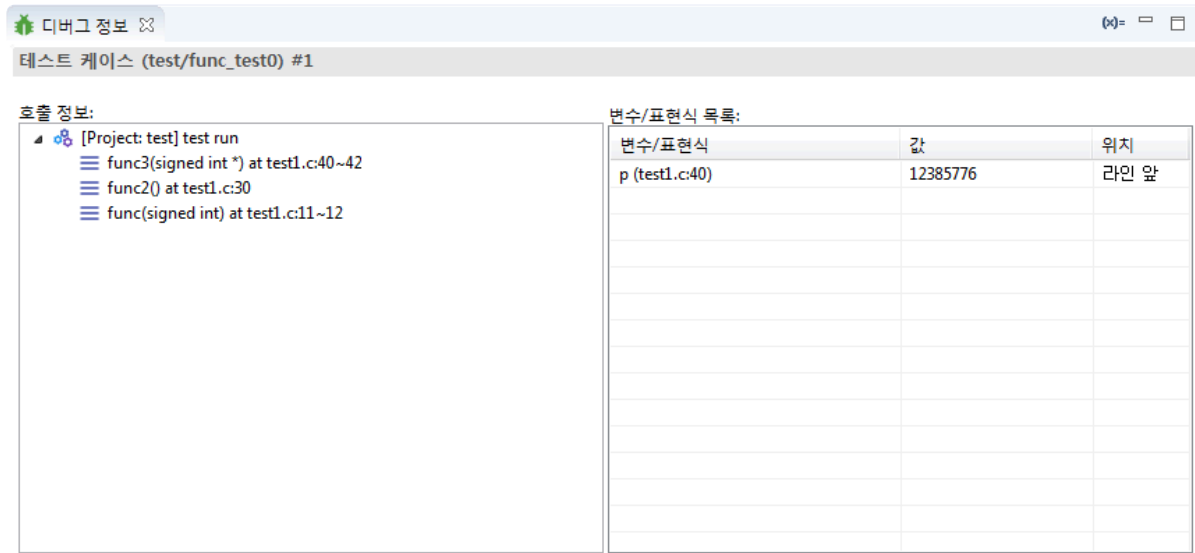 디버그 정보
(x)=
테스트 케이스 (test/func_test0) #1
호출 정보:
[Project: test] test run
func3(signed int *) at test1.c:40~42
func2() at test1.c:30
func(signed int) at test1.c:11~12
변수/표현식 목록:
변수/표현식 값 위치
p (test1.c:40) 12385776 라인 앞